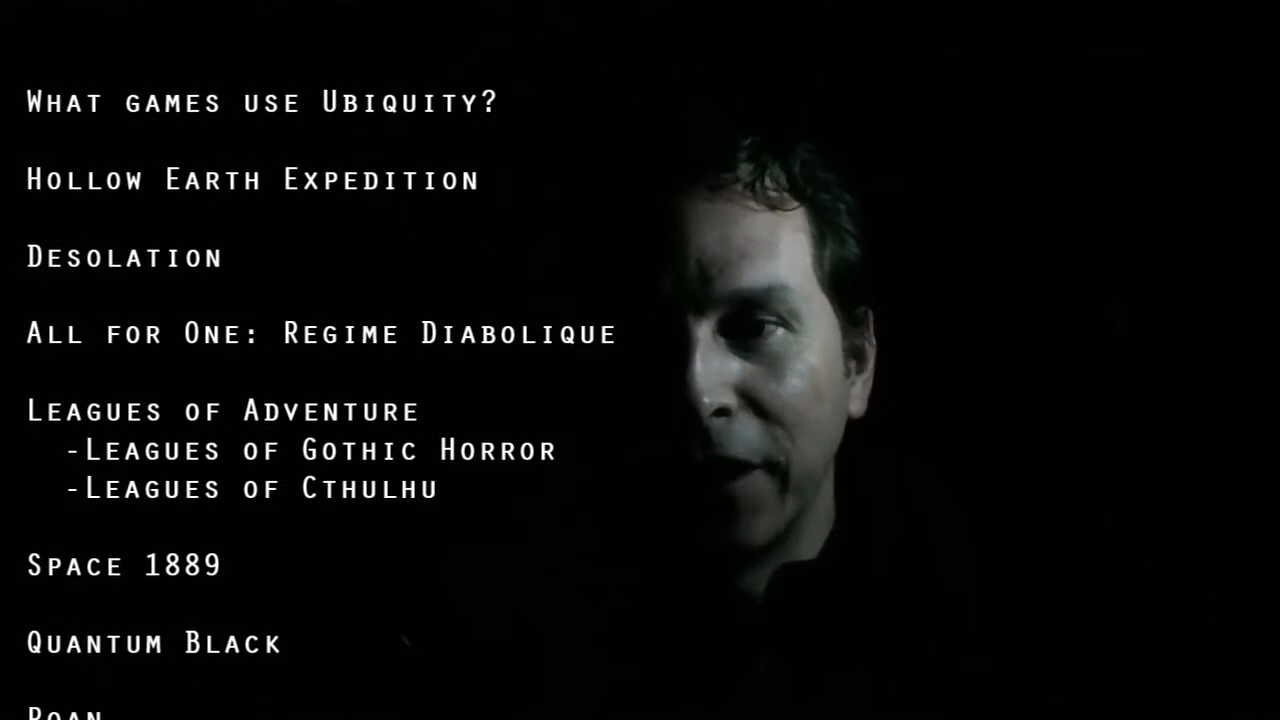 What games use Ubiquity?
Hollow Earth Expedition
Desolation
All for One: Regime Diabolique
Leagues of Adventure
-Leagues of Gothic Horror
-Leagues of Cthulhu
Space 1889
Quantum Black